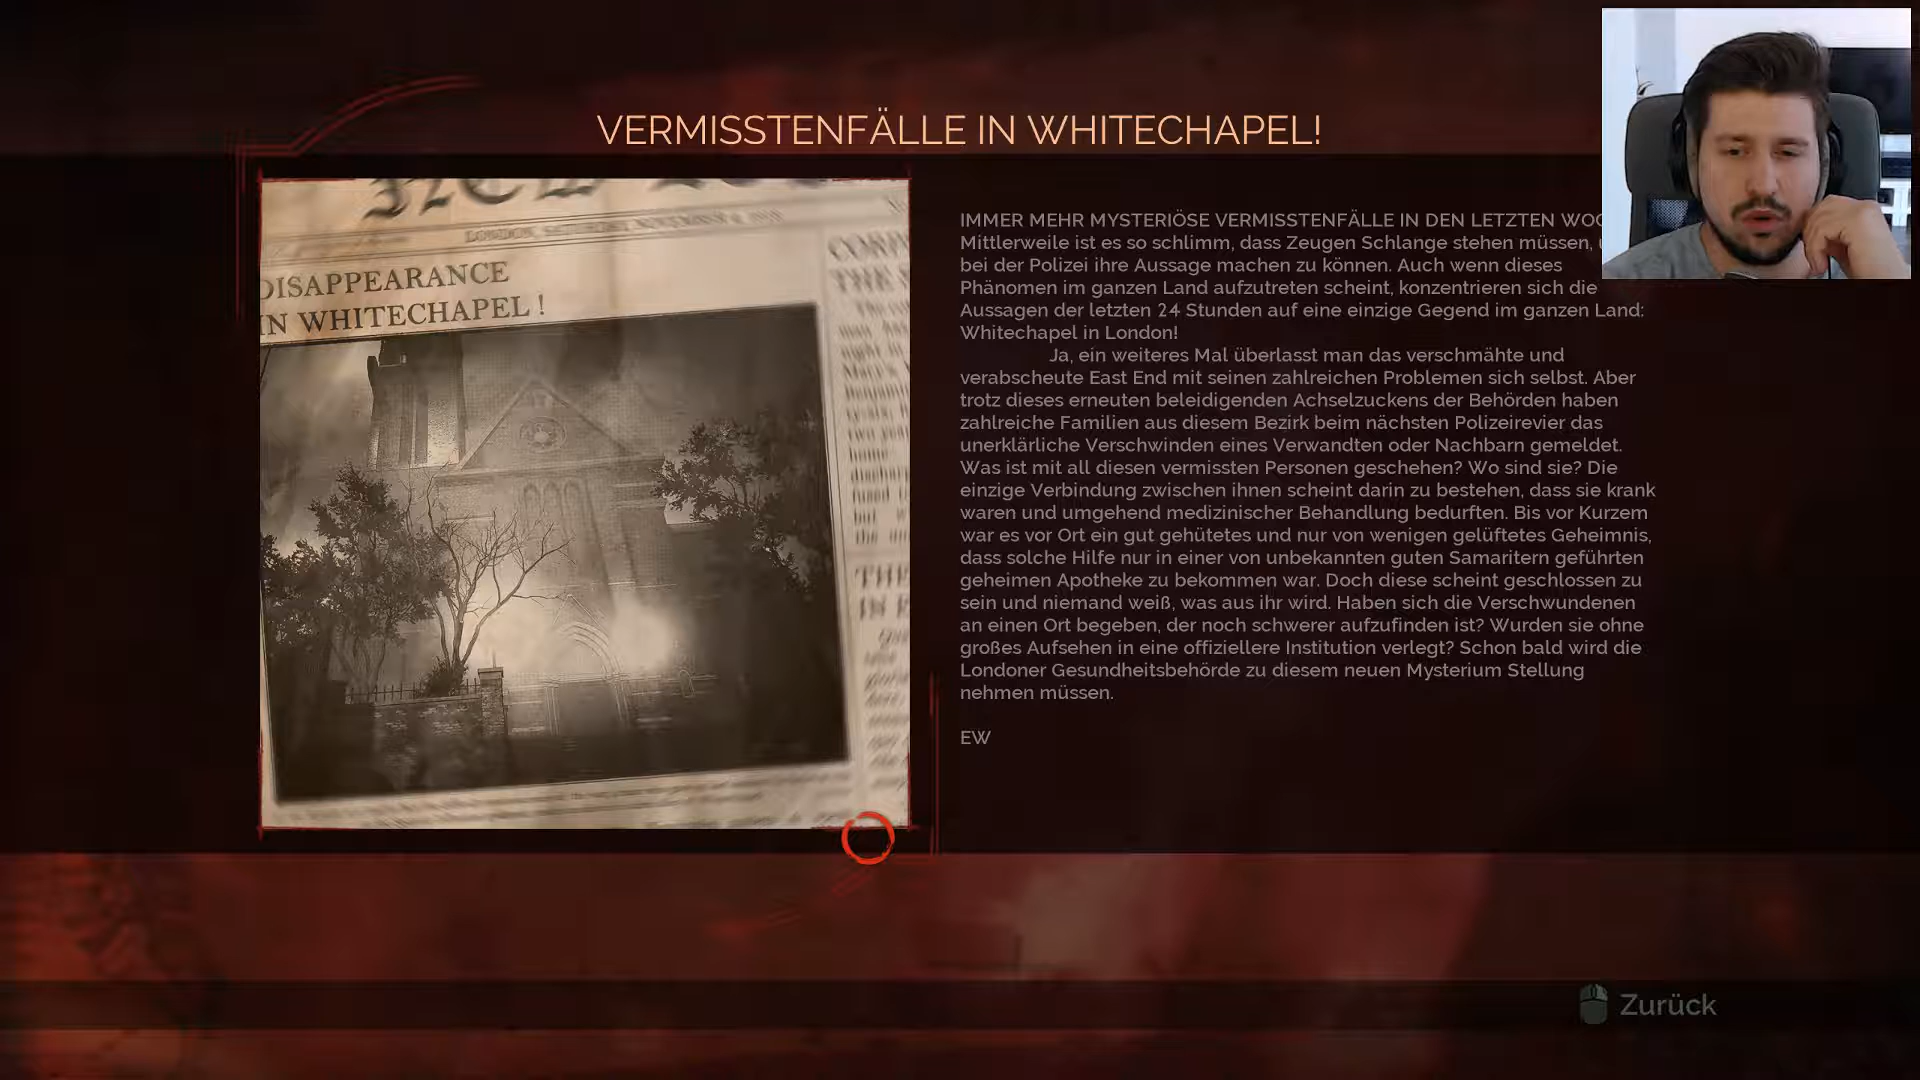 VERMISSTENFÄLLE IN WHITECHAPEL!
LONDON, SATURDAY, NOVEMBER
DISAPPEARANCE
IN WHITECHAPEL !
IMMER MEHR MYSTERIÖSE VERMISSTENFÄLLE IN DEN LETZTEN
Mittlerweile ist es so schlimm, dass Zeugen Schlange stehen müssen,
bei der Polizei ihre Aussage machen zu können. Auch wenn dieses
Phänomen im ganzen Land aufzutreten scheint, konzentrieren sich die
Aussagen der letzten 24 Stunden auf eine einzige Gegend im ganzen Land:
Whitechapel in London!
Ja, ein weiteres Mal überlasst man das verschmähte und
verabscheute East End mit seinen zahlreichen Problemen sich selbst. Aber
trotz dieses erneuten beleidigenden Achselzuckens der Behörden haben
zahlreiche Familien aus diesem Bezirk beim nächsten Polizeirevier das
unerklärliche Verschwinden eines Verwandten oder Nachbarn gemeldet.
Was ist mit all diesen vermissten Personen geschehen? Wo sind sie? Die
einzige Verbindung zwischen ihnen scheint darin zu bestehen, dass sie krank
waren und umgehend medizinischer Behandlung bedurften. Bis vor Kurzem
war es vor Ort ein gut gehütetes und nur von wenigen gelüftetes Geheimnis,
dass solche Hilfe nur in einer von unbekannten guten Samaritern geführten
geheimen Apotheke zu bekommen war. Doch diese scheint geschlossen zu
sein und niemand weiß, was aus ihr wird. Haben sich die Verschwundenen
an einen Ort begeben, der noch schwerer aufzufinden ist? Wurden sie ohne
großes Aufsehen in eine offiziellere Institution verlegt? Schon bald wird die
Londoner Gesundheitsbehörde zu diesem neuen Mysterium Stellung
nehmen müssen.
EW
Zurück